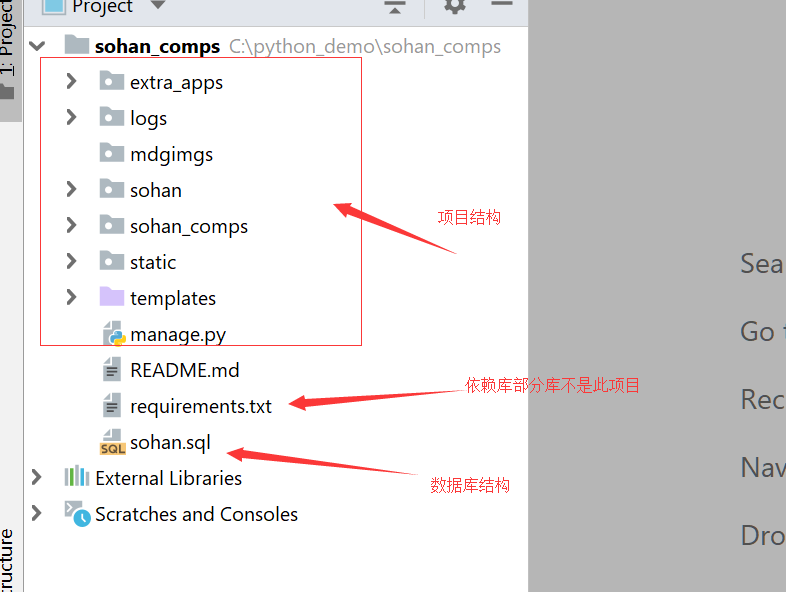 Project
1: Project
sohan_comps C:\python_demo\sohan_comps
extra_apps
logs
mdgimgs
sohan
项目结构
sohan_comps
static
Sea
templates
manage.py
Go t
README.md
依赖库部分库不是此项目
requirements.txt
Rec
sohan.sql
SQL
External Libraries
Nav
数据库结构
Scratches and Consoles
Dro
ructure